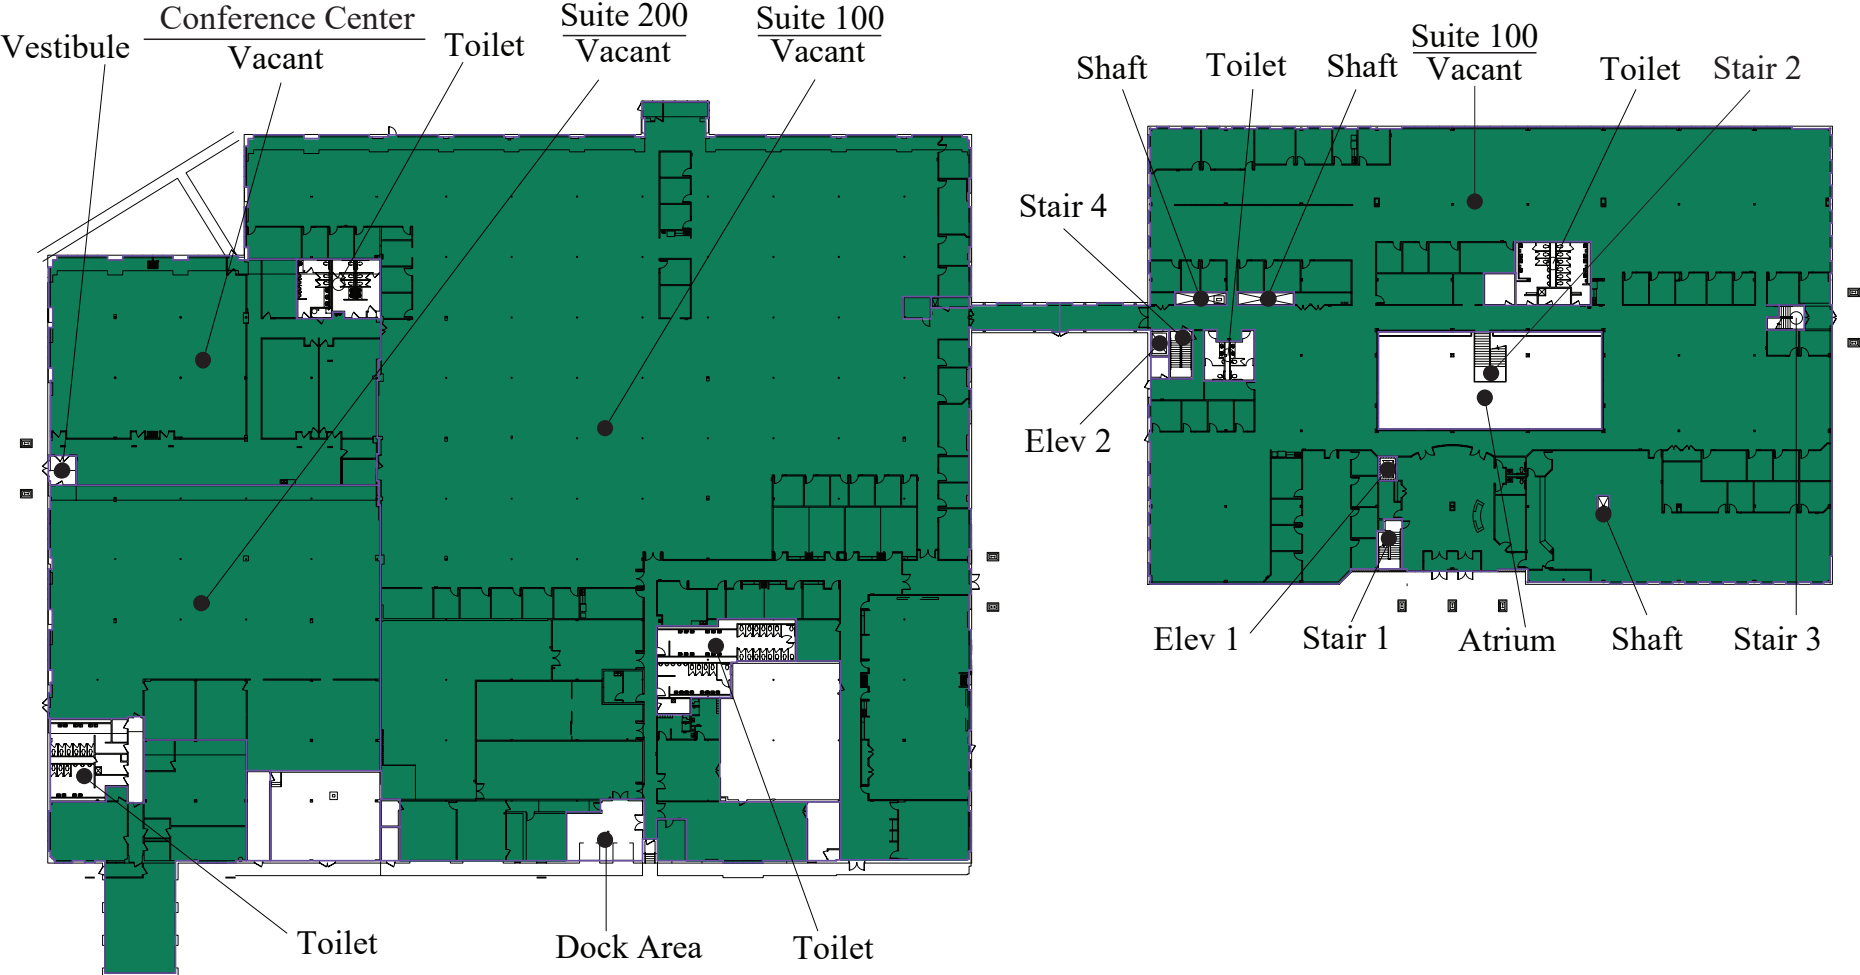 Conference Center
Vacant
Vestibule
Toilet
Suite 200
Vacant
Suite 100
Vacant
Shaft
Toilet
Shaft
Suite 100
Vacant
Toilet
Stair 2
Stair 4
Elev 2
Elev 1
Stair 1
Atrium
Shaft
Stair 3
Toilet
Dock Area
Toilet